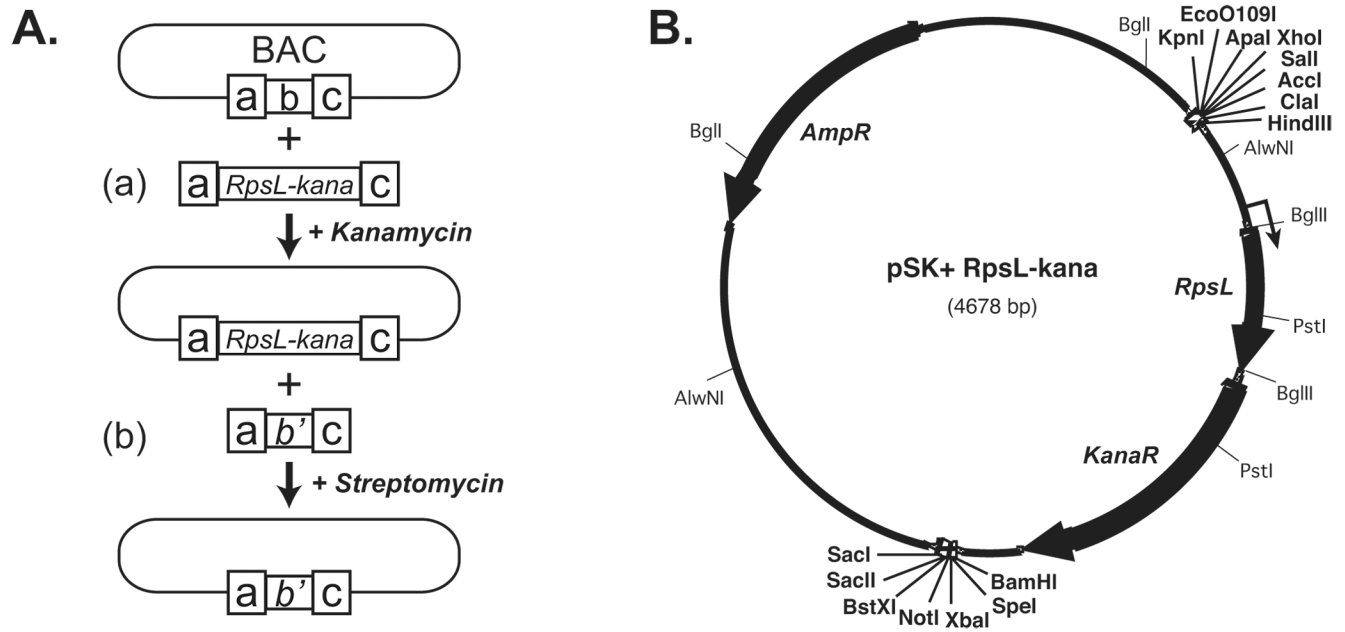 A.
BAC
a b c
+
(a) a RpsL-kana c
+ Kanamycin
a RpsL-kana c
+
(b) a b’ c
+ Streptomycin
a b’ c
B.
EcoO109I
BglI KpnI ApaI XhoI
SalI
AccI
ClaI
HindIII
BglI AmpR
AlwNI
BglII
pSK+ RpsL-kana
(4678 bp)
RpsL
PstI
AlwNI
BglII
KanaR
PstI
SacI
SacII
BstXI
NotI
XbaI
SpeI
BamHI